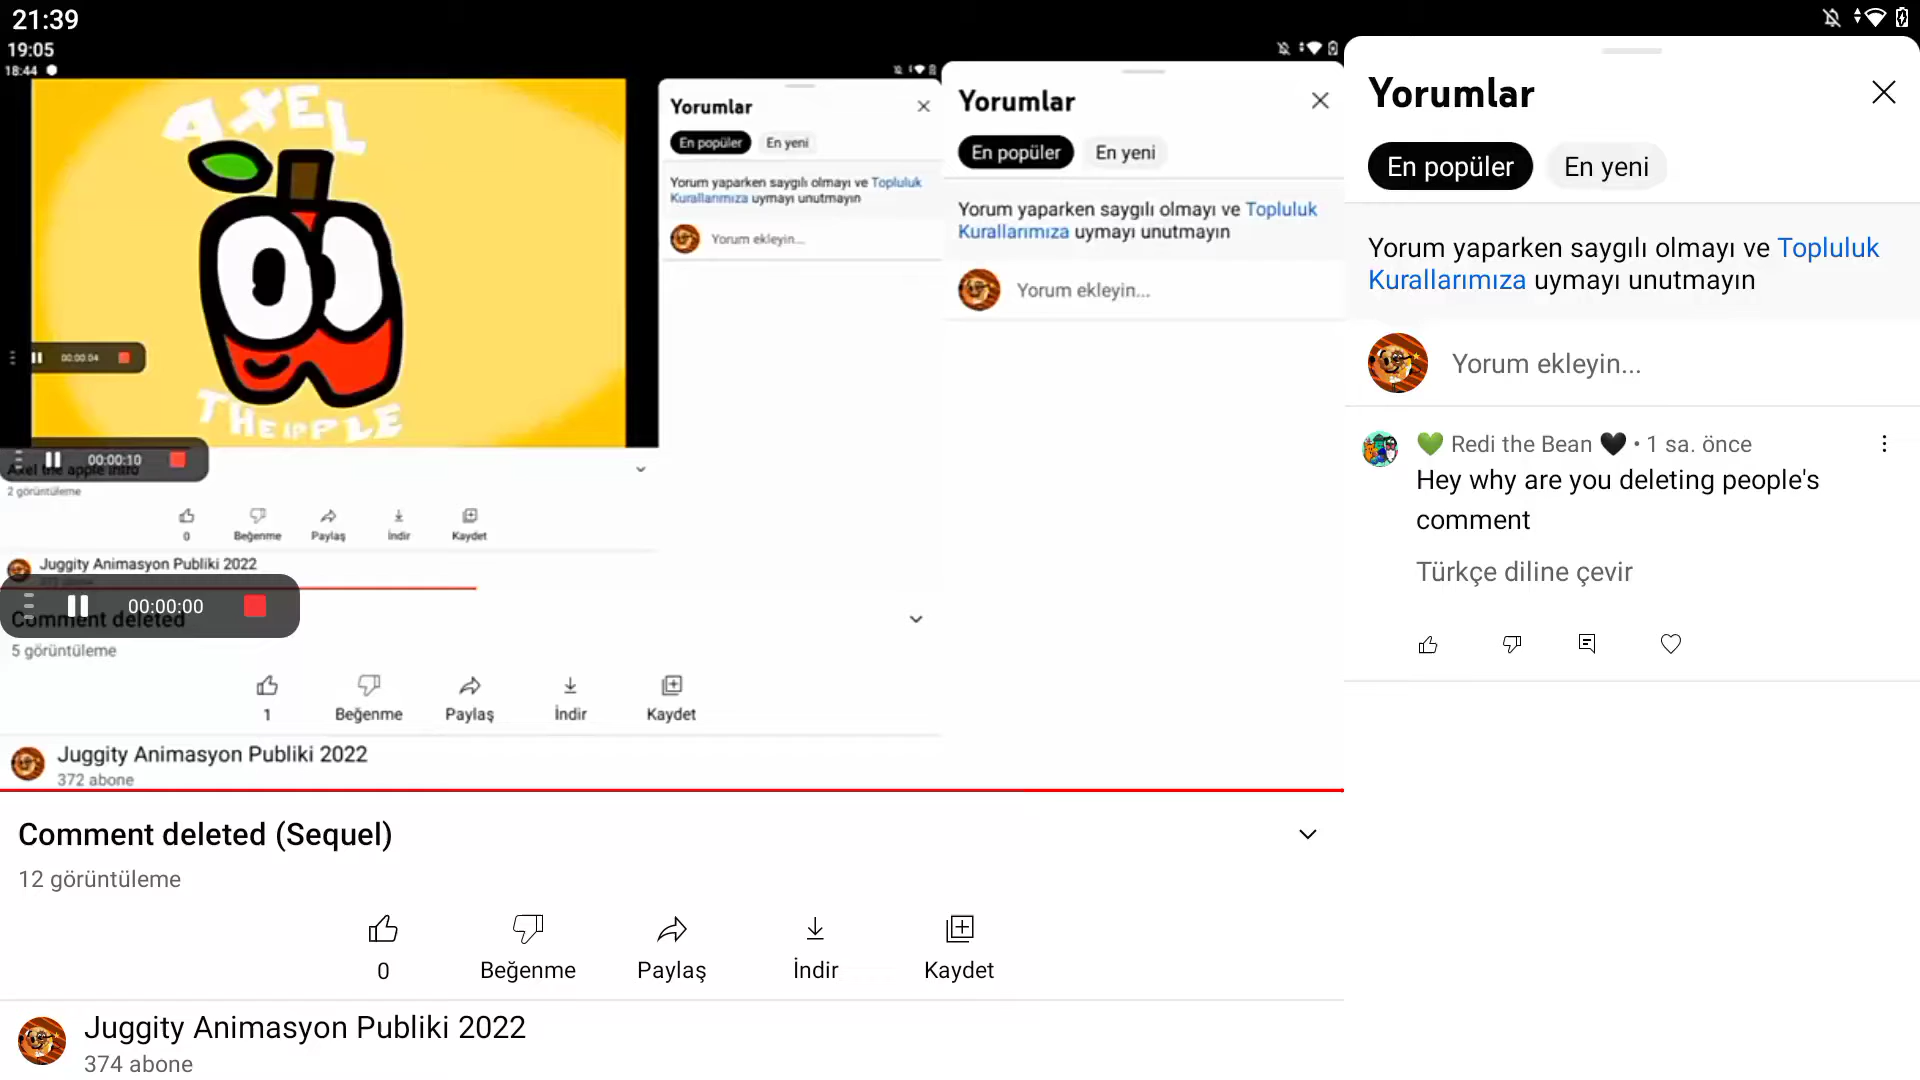 21:39
19:05
18:44
AXEL
THE APPLE
00:00:04
Yorumlar
En popüler
En yeni
Yorum yaparken saygılı olmayı ve Topluluk
Kurallarımıza uymayı unutmayın
Yorum ekleyin...
00:00:10
Axel the apple intro
2 görüntüleme
0
Beğenme
Paylaş
İndir
Kaydet
Juggity Animasyon Publiki 2022
Yorumlar
En popüler
En yeni
Yorum yaparken saygılı olmayı ve Topluluk
Kurallarımıza uymayı unutmayın
Yorum ekleyin...
00:00:00
Comment deleted
5 görüntüleme
1
Beğenme
Paylaş
İndir
Kaydet
Juggity Animasyon Publiki 2022
372 abone
Comment deleted (Sequel)
12 görüntüleme
0
Beğenme
Paylaş
İndir
Kaydet
Juggity Animasyon Publiki 2022
374 abone
Yorumlar
En popüler
En yeni
Yorum yaparken saygılı olmayı ve Topluluk
Kurallarımıza uymayı unutmayın
Yorum ekleyin...
💚 Redi the Bean 🖤 • 1 sa. önce
Hey why are you deleting people's
comment
Türkçe diline çevir